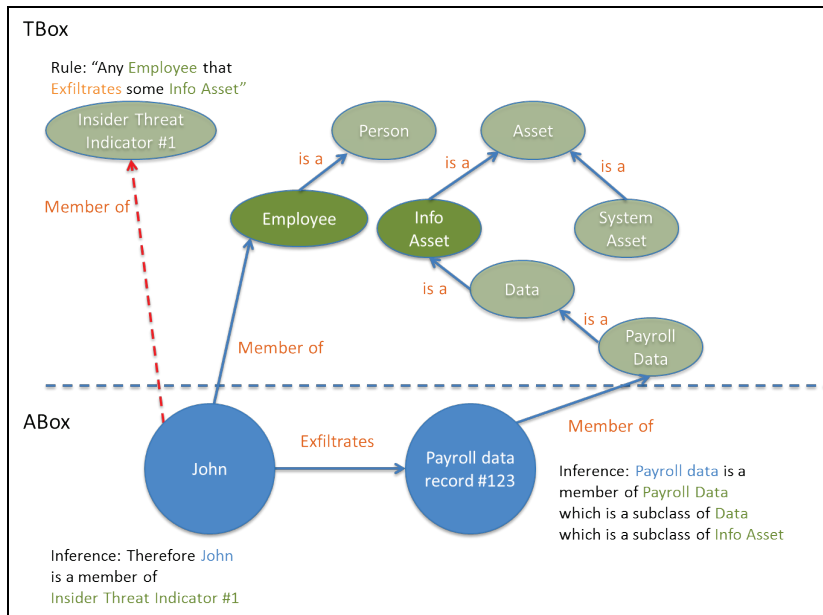 TBox
Rule: “Any Employee that
Exfiltrates some Info Asset”
Insider Threat
Indicator #1
Person
Asset
is a
is a
is a
Member of
Employee
Info
Asset
System
Asset
is a
Data
is a
Payroll
Data
Member of
ABox
Member of
John
Exfiltrates
Payroll data
record #123
Inference: Payroll data is a
member of Payroll Data
which is a subclass of Data
which is a subclass of Info Asset
Inference: Therefore John
is a member of
Insider Threat Indicator #1